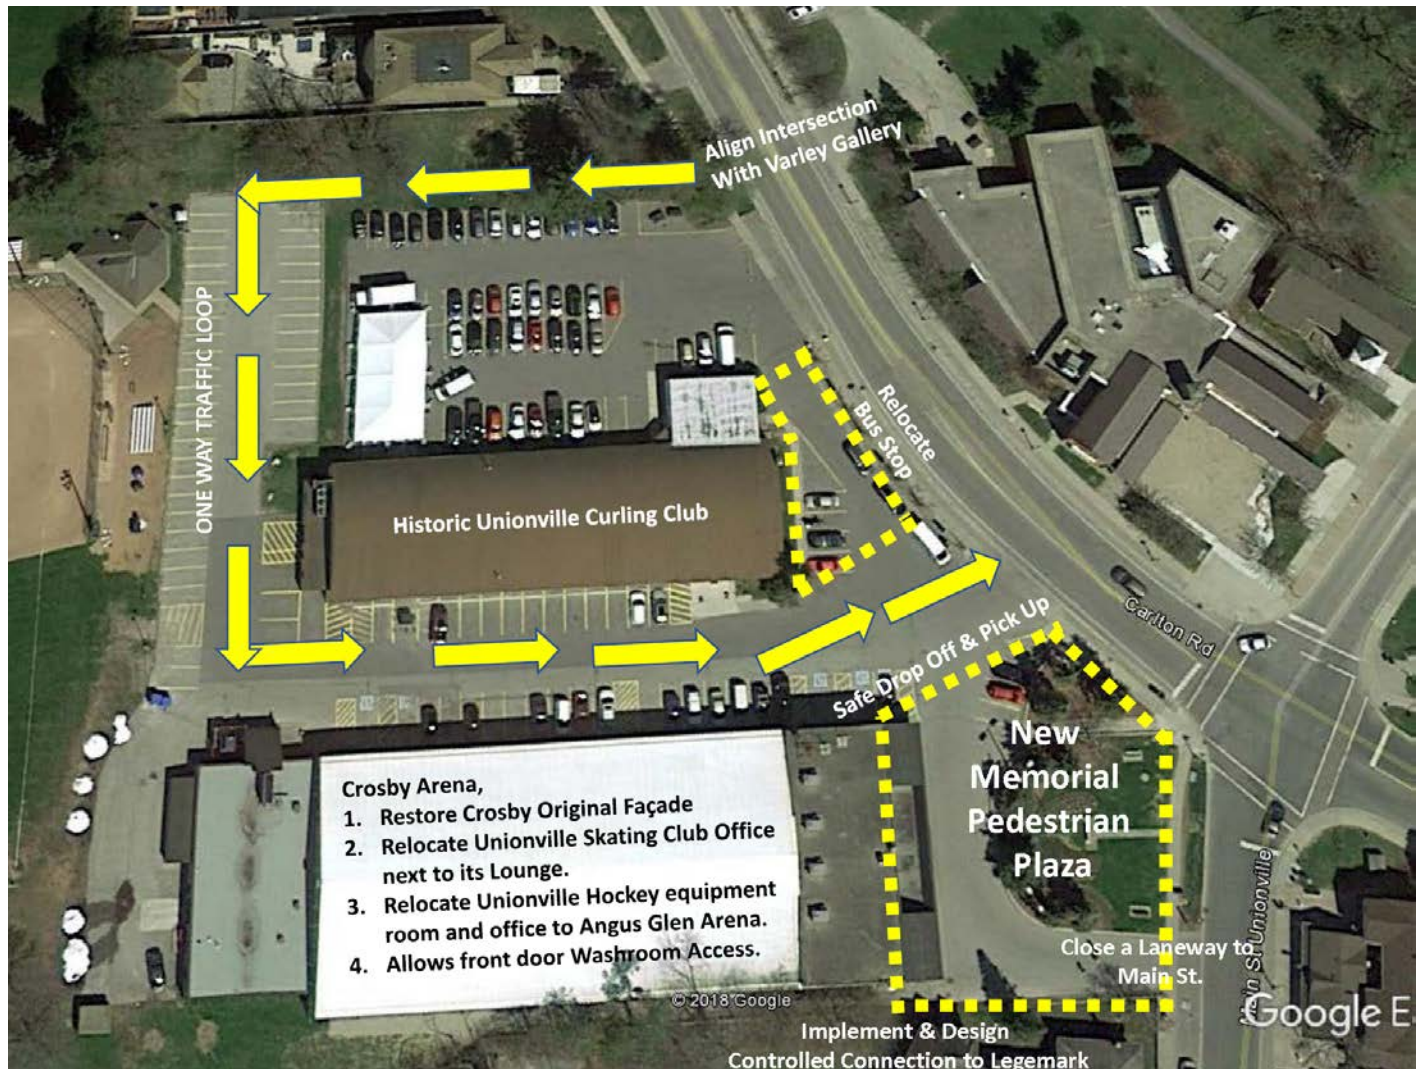 Align Intersection
With Varley Gallery
ONE WAY TRAFFIC LOOP
Relocate
Bus Stop
Historic Unionville Curling Club
Carlton Rd
Safe Drop Off & Pick Up
New
Memorial
Pedestrian
Plaza
Crosby Arena,
1. Restore Crosby Original Façade
2. Relocate Unionville Skating Club Office
next to its Lounge.
3. Relocate Unionville Hockey equipment
room and office to Angus Glen Arena.
4. Allows front door Washroom Access.
Close a Laneway to
Main St.
Main St Unionville
© 2018 Google
Google E
Implement & Design
Controlled Connection to Legemark